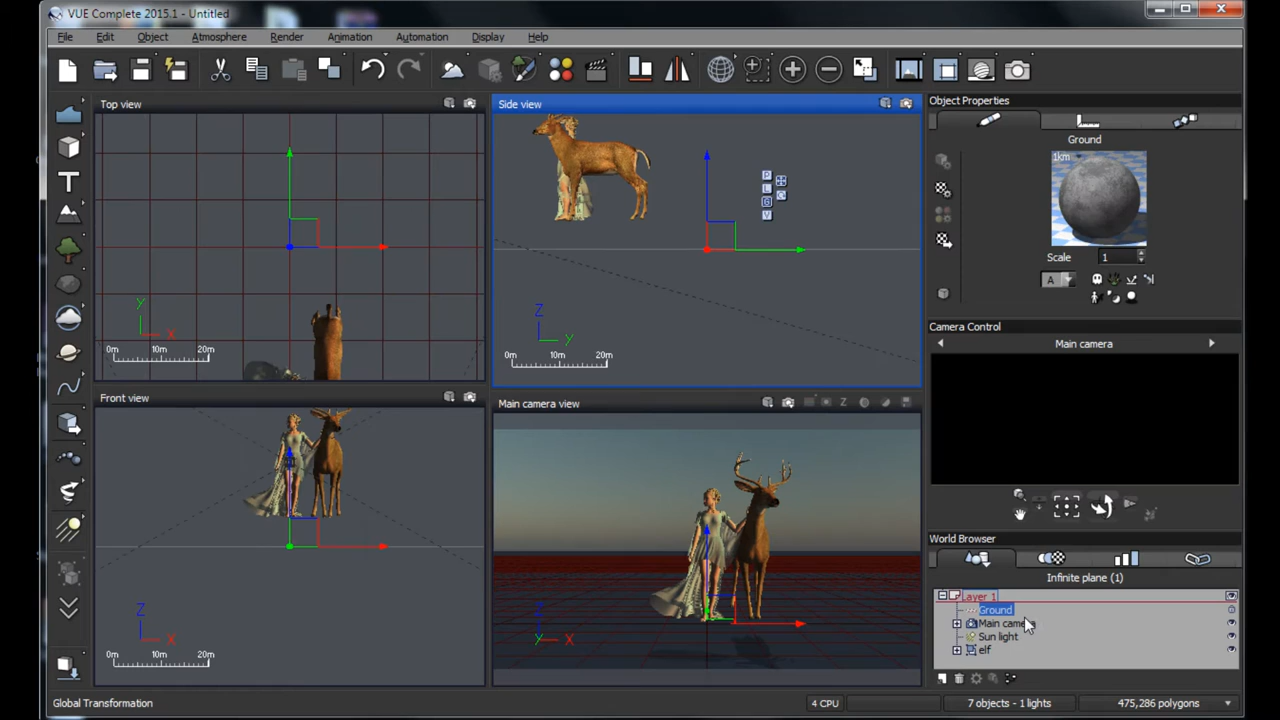 VUE Complete 2015.1 - Untitled
File Edit Object Atmosphere Render Animation Automation Display Help
Top view
Side view
Object Properties
Ground
1km
Scale 1
A
P
L
G
V
Y
X
0m 10m 20m
Z
Y
0m 10m 20m
Camera Control
Main camera
Front view
Main camera view
Z
Z
X
0m 10m 20m
Z
Y X
World Browser
Infinite plane (1)
Layer 1
Ground
Main camera
Sun light
elf
Global Transformation
4 CPU
7 objects - 1 lights
475,286 polygons